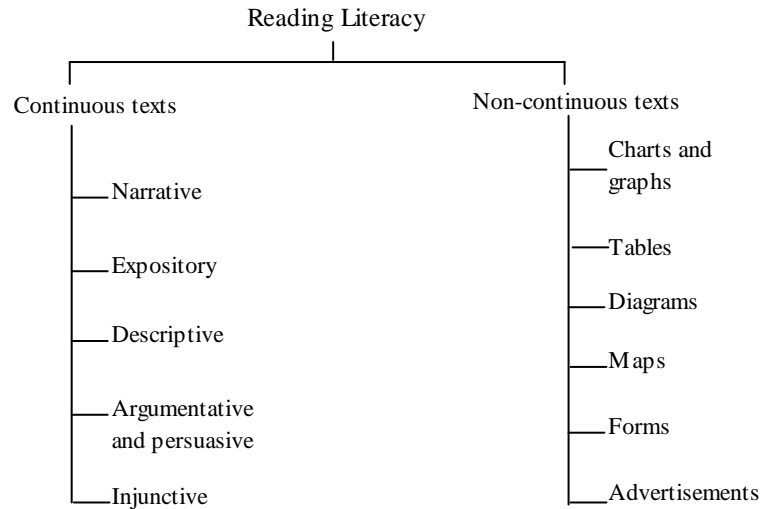 Reading Literacy
Continuous texts
Narrative
Expository
Descriptive
Argumentative
and persuasive
Injunctive
Non-continuous texts
Charts and
graphs
Tables
Diagrams
Maps
Forms
Advertisements